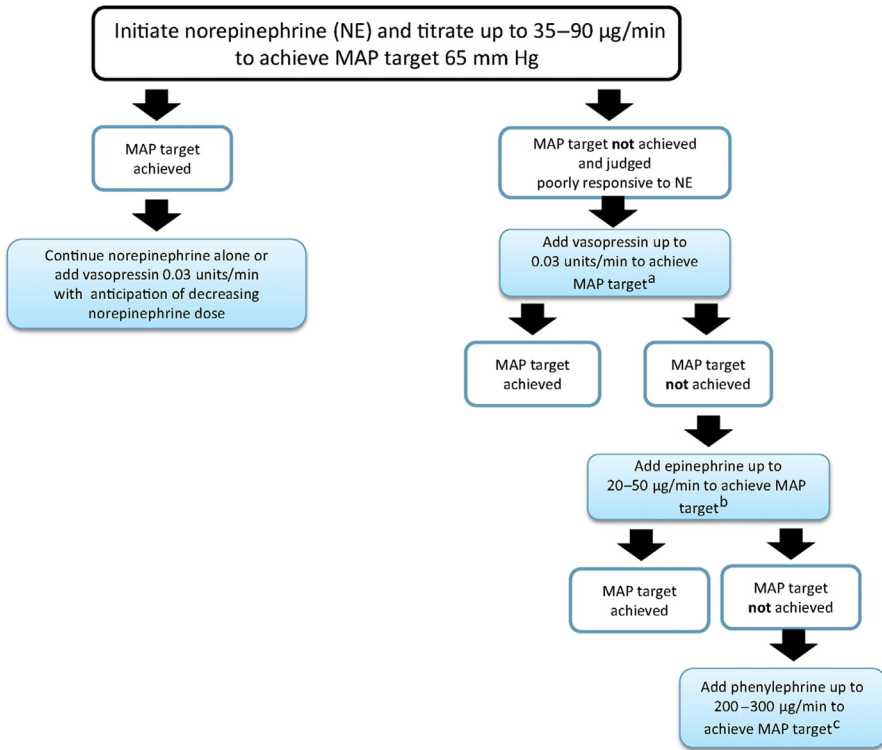 Initiate norepinephrine (NE) and titrate up to 35–90 µg/min
to achieve MAP target 65 mm Hg
MAP target
achieved
Continue norepinephrine alone or
add vasopressin 0.03 units/min
with anticipation of decreasing
norepinephrine dose
MAP target not achieved
and judged
poorly responsive to NE
Add vasopressin up to
0.03 units/min to achieve
MAP target^a
MAP target
achieved
MAP target
not achieved
Add epinephrine up to
20–50 µg/min to achieve MAP
target^b
MAP target
achieved
MAP target
not achieved
Add phenylephrine up to
200–300 µg/min to
achieve MAP target^c